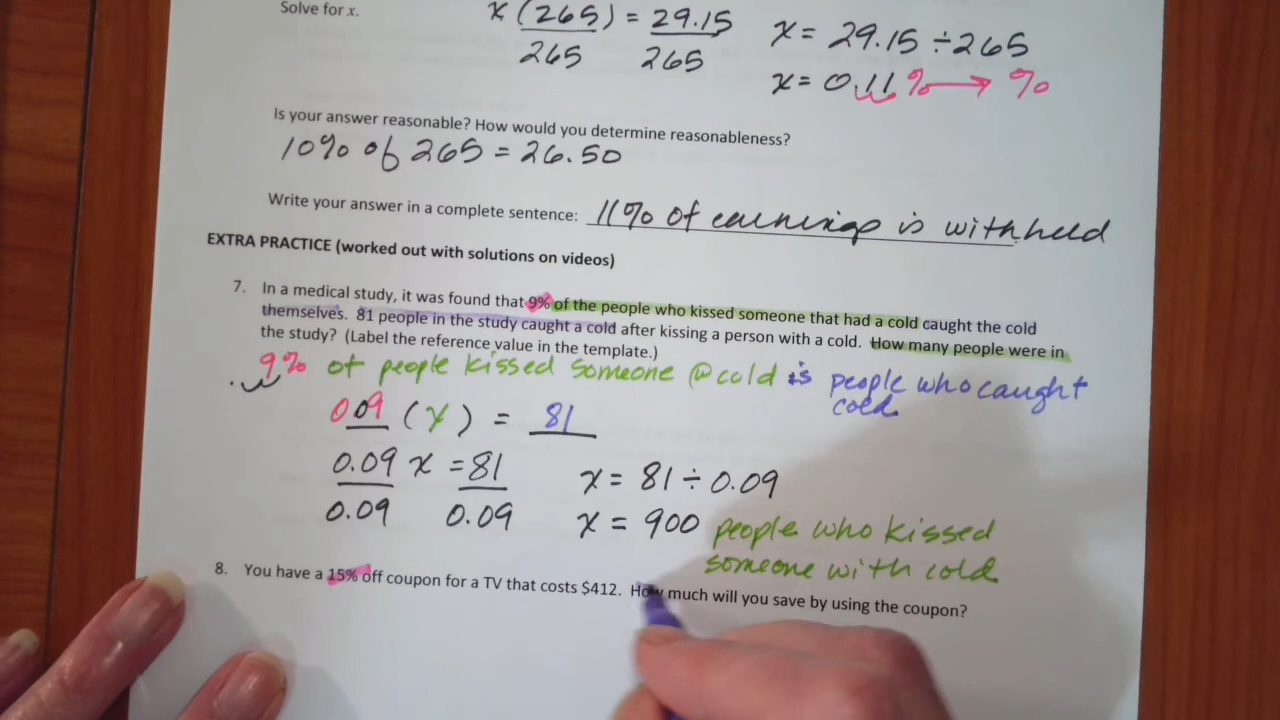 Solve for x.
x (265) = 29.15
265 265
x = 29.15 ÷ 265
x = 0.11 % → %
Is your answer reasonable? How would you determine reasonableness?
10% of 265 = 26.50
Write your answer in a complete sentence: 11% of earnings is withheld
EXTRA PRACTICE (worked out with solutions on videos)
7. In a medical study, it was found that 9% of the people who kissed someone that had a cold caught the cold
themselves. 81 people in the study caught a cold after kissing a person with a cold. How many people were in
the study? (Label the reference value in the template.)
9% of people kissed someone @ cold is people who caught
cold
0.09 (x) = 81
0.09 x = 81
0.09 0.09
x = 81 ÷ 0.09
x = 900 people who kissed
someone with cold
8. You have a 15% off coupon for a TV that costs $412. How much will you save by using the coupon?